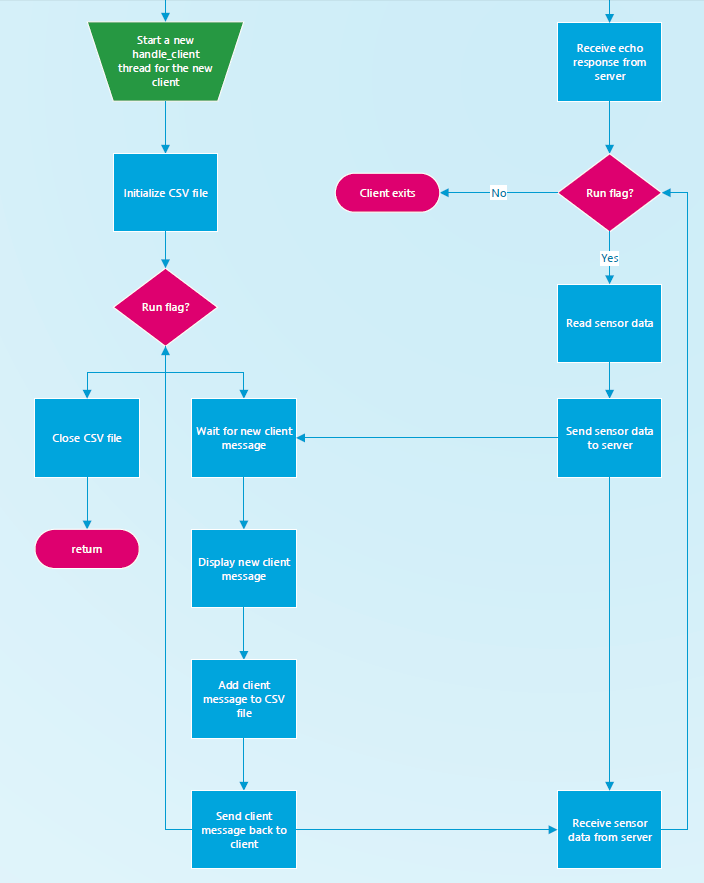 Start a new
handle_client
thread for the new
client
Receive echo
response from
server
Initialize CSV file
Client exits
No
Run flag?
Yes
Run flag?
Read sensor data
Close CSV file
Wait for new client
message
Send sensor data
to server
return
Display new client
message
Add client
message to CSV
file
Send client
message back to
client
Receive sensor
data from server